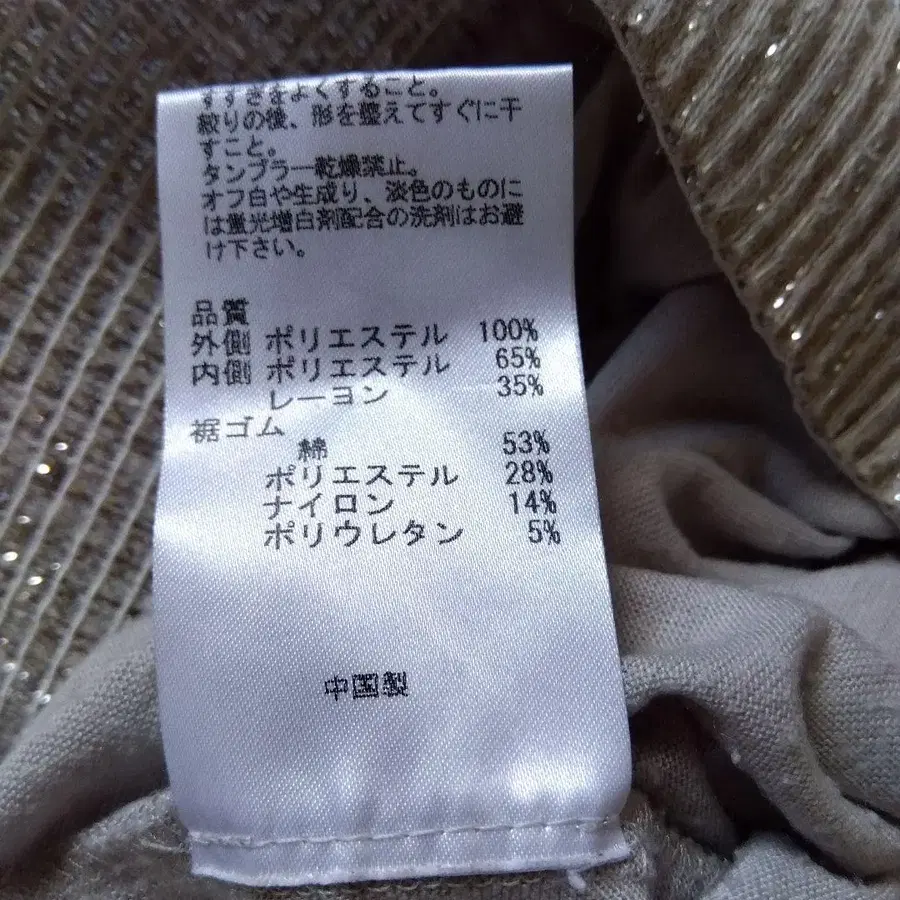 すすぎをよくすること。
絞りの後、形を整えてすぐに干
すこと。
タンブラー乾燥禁止。
オフ白や生成り、淡色のものに
は蛍光増白剤配合の洗剤はお避
け下さい。
品質
外側 ポリエステル 100%
内側 ポリエステル 65%
レーヨン 35%
裾ゴム
綿 53%
ポリエステル 28%
ナイロン 14%
ポリウレタン 5%
中国製